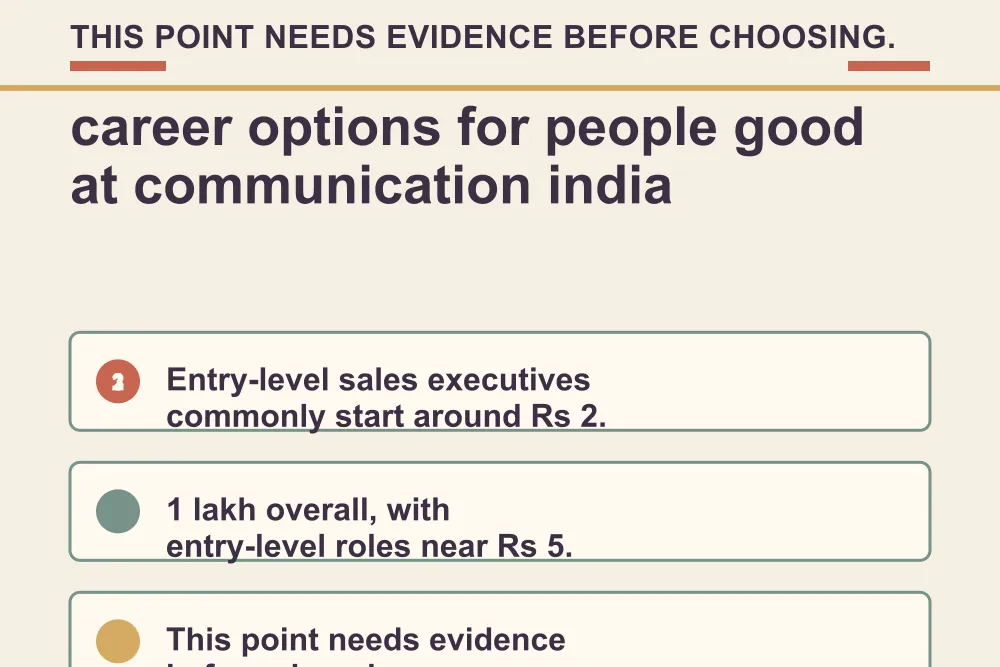 THIS POINT NEEDS EVIDENCE BEFORE CHOOSING.
career options for people good
at communication india
Entry-level sales executives
commonly start around Rs 2.
1 lakh overall, with
entry-level roles near Rs 5.
This point needs evidence